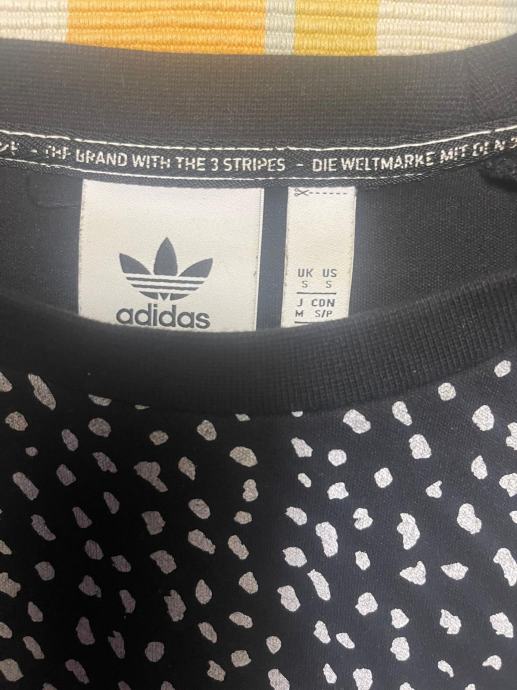 THE BRAND WITH THE 3 STRIPES - DIE WELTMARKE MIT DEN 3
adidas
UK US
S S
J CDN
M S/P